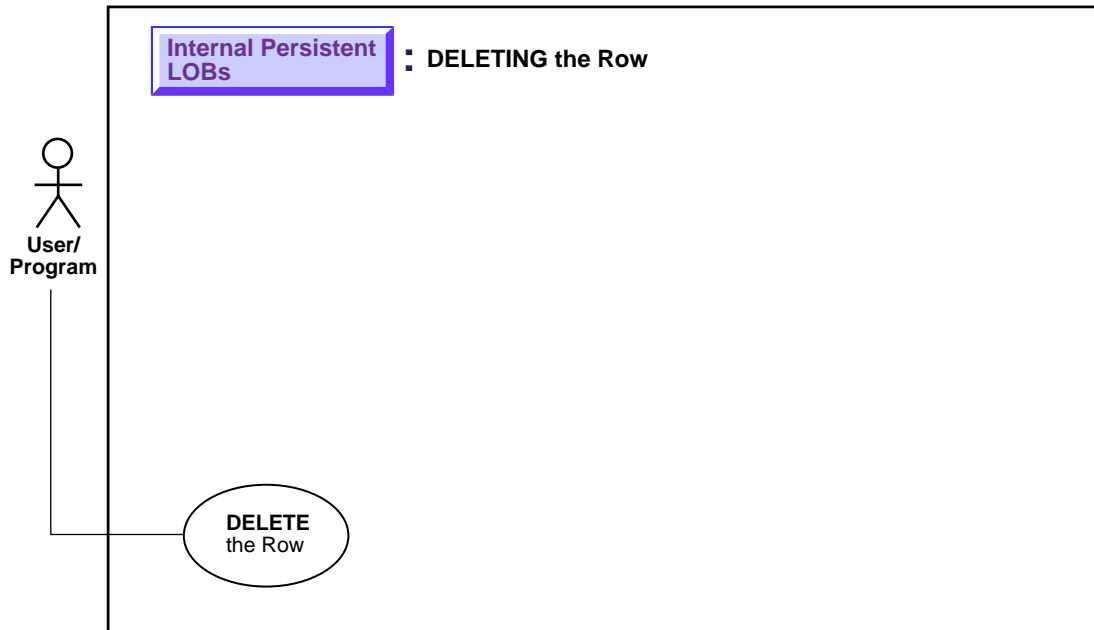 Internal Persistent
LOBs
: DELETING the Row
User/
Program
DELETE
the Row